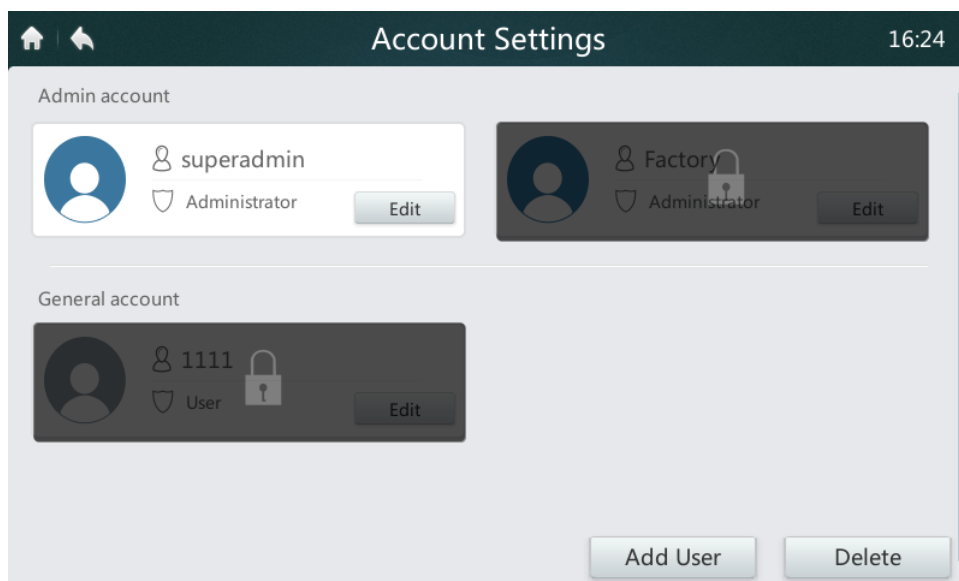 Account Settings 16:24
Admin account
superadmin
Administrator Edit
Factory
Administrator Edit
General account
1111
User Edit
Add User Delete